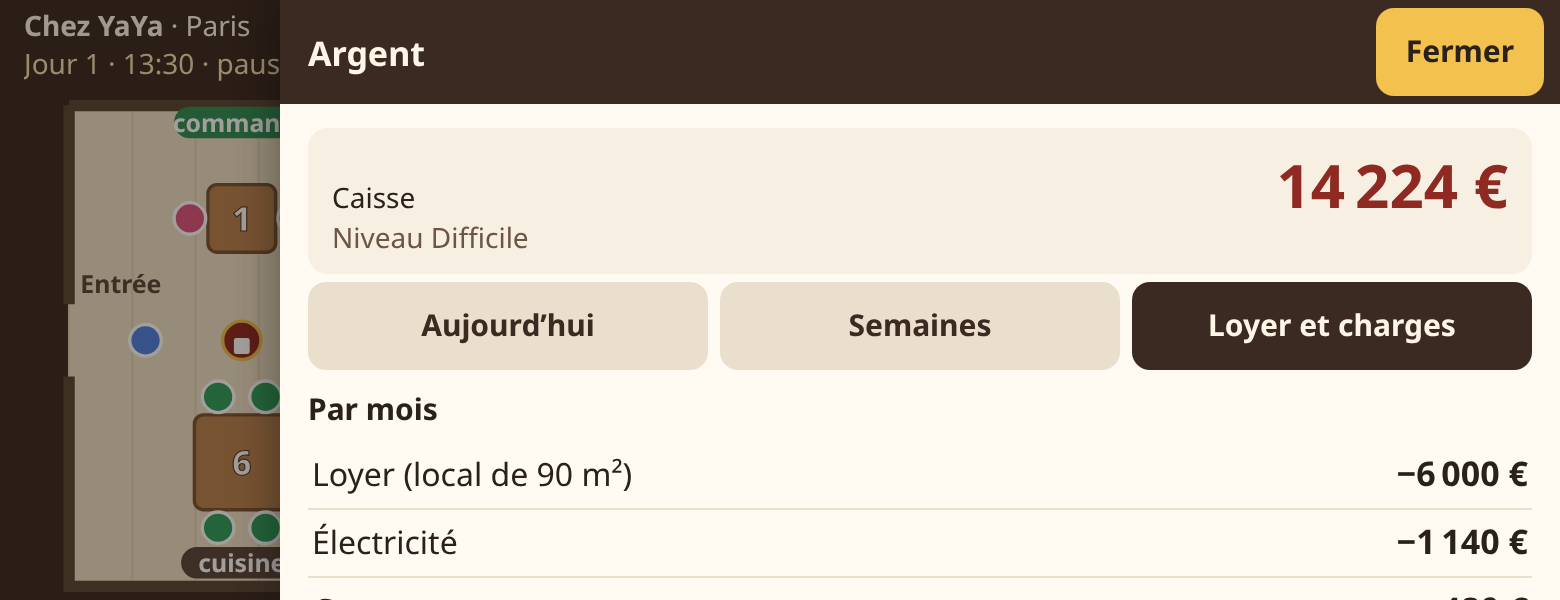 Chez YaYa · Paris
Jour 1 · 13:30 · paus
Argent
Fermer
comman
Caisse
14 224 €
Niveau Difficile
1
Entrée
Aujourd’hui
Semaines
Loyer et charges
Par mois
6
Loyer (local de 90 m²)
−6 000 €
Électricité
−1 140 €
cuisine